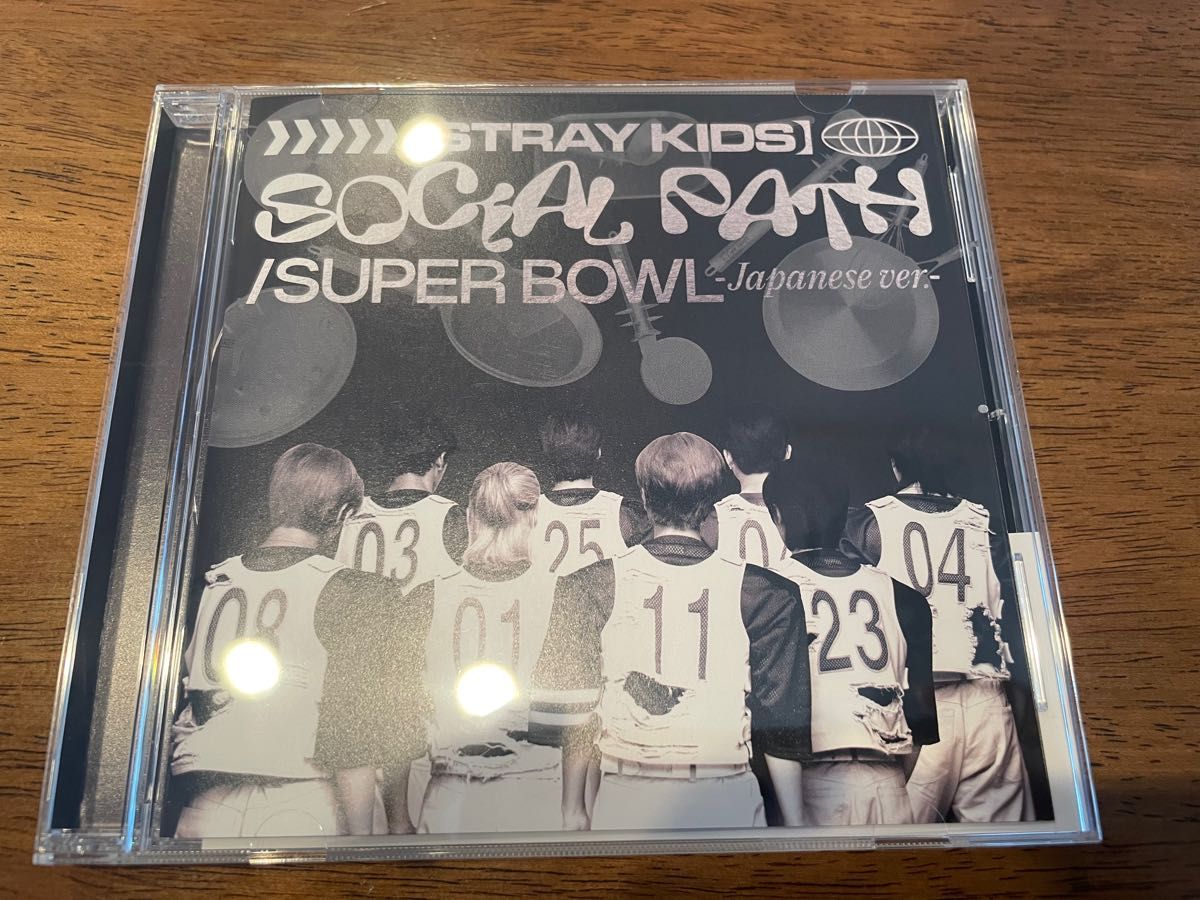 STRAY KIDS]
SOCIAL PATH
/SUPER BOWL -Japanese ver.-
03
25
04
08
01
11
23